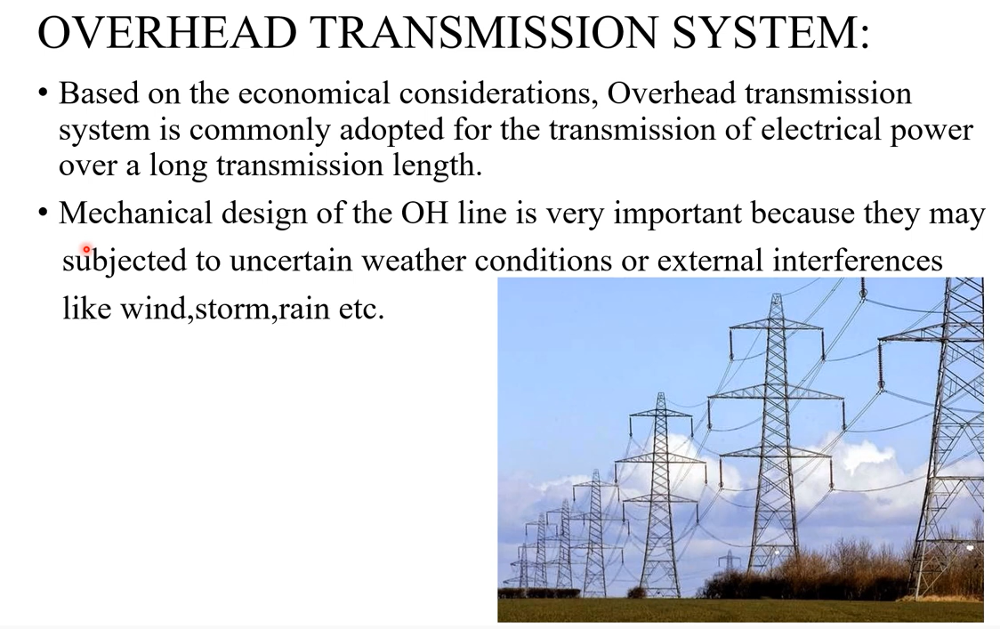 OVERHEAD TRANSMISSION SYSTEM:
• Based on the economical considerations, Overhead transmission
system is commonly adopted for the transmission of electrical power
over a long transmission length.
• Mechanical design of the OH line is very important because they may
subjected to uncertain weather conditions or external interferences
like wind,storm,rain etc.